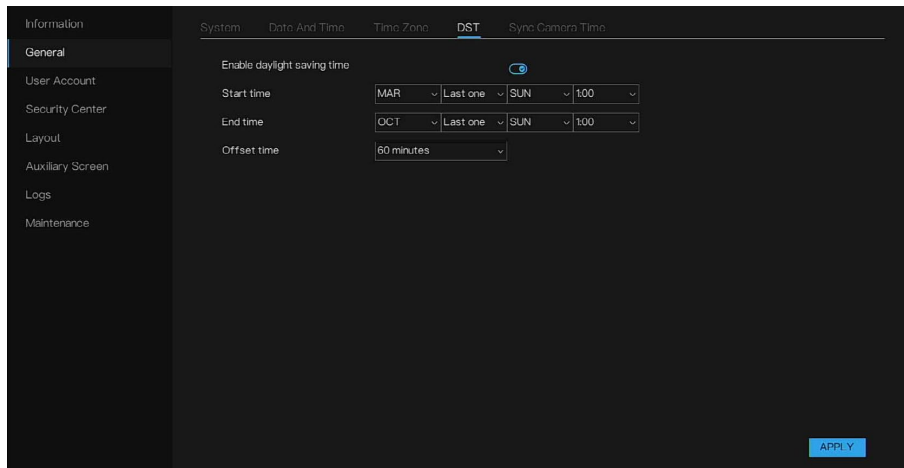 Information
General
User Account
Security Center
Layout
Auxiliary Screen
Logs
Maintenance
System Date And Time Time Zone DST Sync Camera Time
Enable daylight saving time
Start time MAR Last one SUN 1:00
End time OCT Last one SUN 1:00
Offset time 60 minutes
APPLY